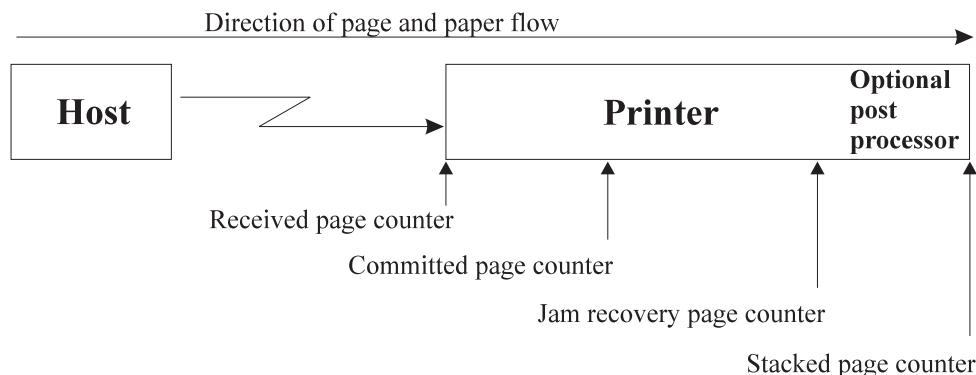 Direction of page and paper flow
Host
Printer
Optional
post
processor
Received page counter
Committed page counter
Jam recovery page counter
Stacked page counter